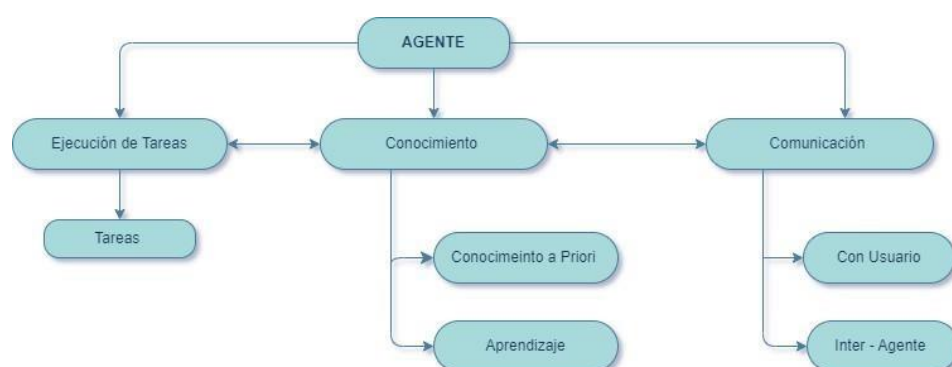 AGENTE
Ejecución de Tareas
Conocimiento
Comunicación
Tareas
Conocimeinto a Priori
Con Usuario
Aprendizaje
Inter - Agente